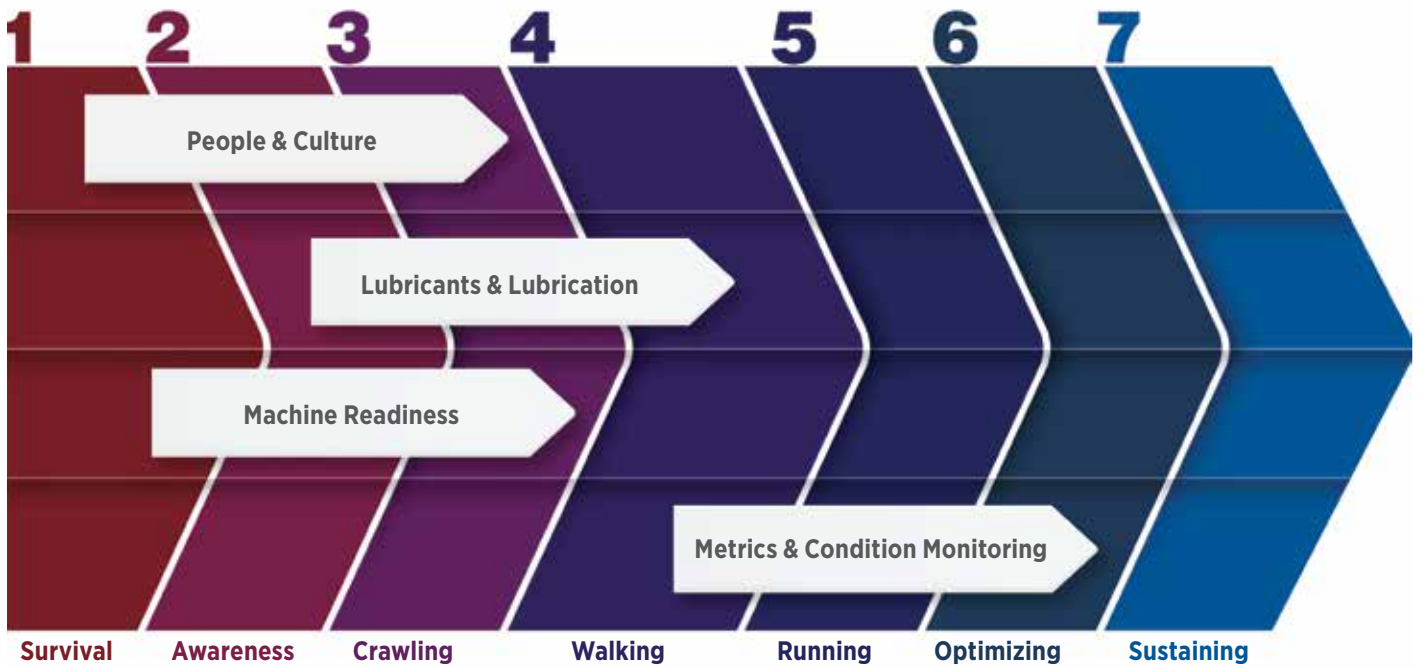 1 2 3 4 5 6 7
People & Culture
Lubricants & Lubrication
Machine Readiness
Metrics & Condition Monitoring
Survival Awareness Crawling Walking Running Optimizing Sustaining